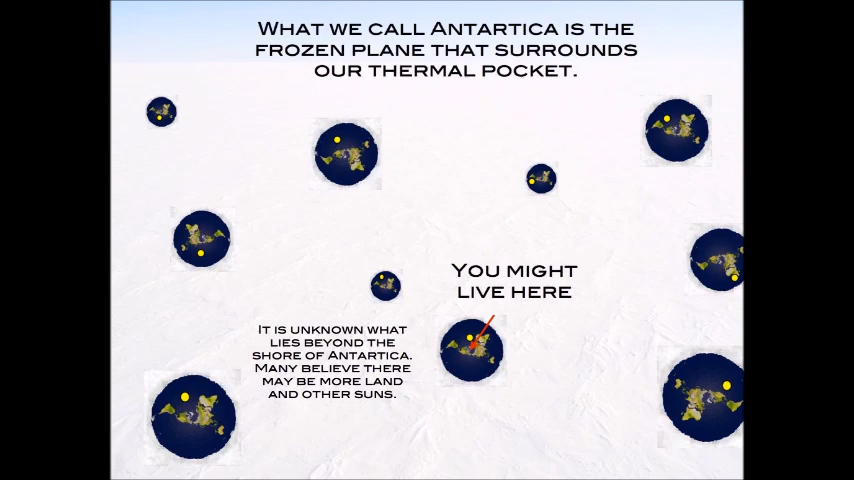 What we call Antartica is the
frozen plane that surrounds
our thermal pocket.
You might
live here
It is unknown what
lies beyond the
shore of Antartica.
Many believe there
may be more land
and other suns.